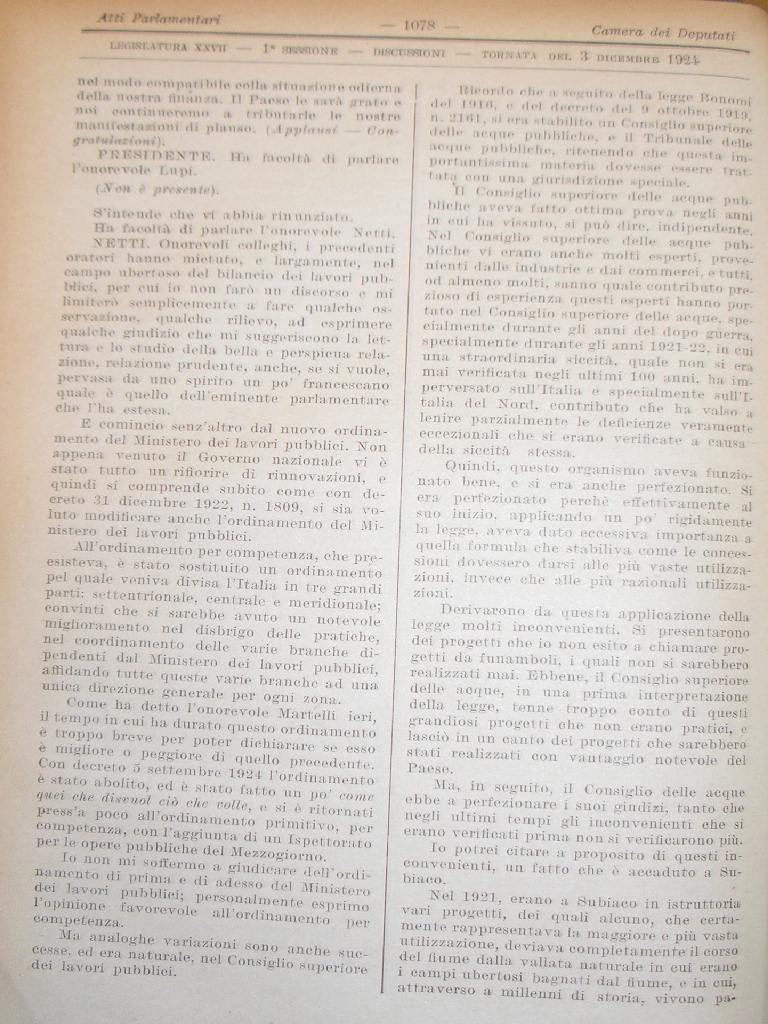 Atti Parlamentari — 1078 — Camera dei Deputati
LEGISLATURA XXVII — 1ª SESSIONE — DISCUSSIONI — TORNATA DEL 3 DICEMBRE 1924
nel modo compatibile colla situazione odierna
della nostra finanza. Il Paese le sarà grato e
noi continueremo a tributarle le nostre
manifestazioni di plauso. (Applausi — Con-
gratulazioni).
PRESIDENTE. Ha facoltà di parlare
l'onorevole Lupi.
(Non è presente).
S'intende che vi abbia rinunziato.
Ha facoltà di parlare l'onorevole Netti.
NETTI. Onorevoli colleghi, i precedenti
oratori hanno mietuto, e largamente, nel
campo ubertoso del bilancio dei lavori pub-
blici, per cui io non farò un discorso e mi
limiterò semplicemente a fare qualche os-
servazione, qualche rilievo, ad esprimere
qualche giudizio che mi suggeriscono la let-
tura e lo studio della bella e perspicua rela-
zione, relazione prudente, anche, se si vuole,
pervasa da uno spirito un po' francescano
quale è quello dell'eminente parlamentare
che l'ha estesa.
E comincio senz'altro dal nuovo ordina-
mento del Ministero dei lavori pubblici. Non
appena venuto il Governo nazionale vi è
stato tutto un rifiorire di rinnovazioni, e
quindi si comprende subito come con de-
creto 31 dicembre 1922, n. 1809, si sia vo-
luto modificare anche l'ordinamento del Mi-
nistero dei lavori pubblici.
All'ordinamento per competenza, che pre-
esisteva, è stato sostituito un ordinamento
pel quale veniva divisa l'Italia in tre grandi
parti: settentrionale, centrale e meridionale;
convinti che si sarebbe avuto un notevole
miglioramento nel disbrigo delle pratiche,
nel coordinamento delle varie branche di-
pendenti dal Ministero dei lavori pubblici,
affidando tutte queste varie branche ad una
unica direzione generale per ogni zona.
Come ha detto l'onorevole Martelli ieri,
il tempo in cui ha durato questo ordinamento
è troppo breve per poter dichiarare se esso
è migliore o peggiore di quello precedente.
Con decreto 5 settembre 1924 l'ordinamento
è stato abolito, ed è stato fatto un po' come
quei che disvuol ciò che volle, e si è ritornati
press'a poco all'ordinamento primitivo, per
competenza, con l'aggiunta di un Ispettorato
per le opere pubbliche del Mezzogiorno.
Io non mi soffermo a giudicare dell'ordi-
namento di prima e di adesso del Ministero
dei lavori pubblici; personalmente esprimo
l'opinione favorevole all'ordinamento per
competenza.
Ma analoghe variazioni sono anche suc-
cesse, ed era naturale, nel Consiglio superiore
dei lavori pubblici.
Ricordo che a seguito della legge Bonomi
del 1916, e del decreto del 9 ottobre 1919,
n. 2161, si era stabilito un Consiglio superiore
delle acque pubbliche, e il Tribunale delle
acque pubbliche, ritenendo che questa im-
portantissima materia dovesse essere trat-
tata con una giurisdizione speciale.
Il Consiglio superiore delle acque pub-
bliche aveva fatto ottima prova negli anni
in cui ha vissuto, si può dire, indipendente.
Nel Consiglio superiore delle acque pub-
bliche vi erano anche molti esperti, prove-
nienti dalle industrie e dai commerci, e tutti,
od almeno molti, sanno quale contributo pre-
zioso di esperienza questi esperti hanno por-
tato nel Consiglio superiore delle acque, spe-
cialmente durante gli anni del dopo guerra,
specialmente durante gli anni 1921-22, in cui
una straordinaria siccità, quale non si era
mai verificata negli ultimi 100 anni, ha im-
perversato sull'Italia e specialmente sull'I-
talia del Nord, contributo che ha valso a
lenire parzialmente le deficienze veramente
eccezionali che si erano verificate a causa
della siccità stessa.
Quindi, questo organismo aveva funzio-
nato bene, e si era anche perfezionato. Si
era perfezionato perchè effettivamente al
suo inizio, applicando un po' rigidamente
la legge, aveva dato eccessiva importanza a
quella formula che stabiliva come le conces-
sioni dovessero darsi alle più vaste utilizza-
zioni, invece che alle più razionali utilizza-
zioni.
Derivarono da questa applicazione della
legge molti inconvenienti. Si presentarono
dei progetti che io non esito a chiamare pro-
getti da funamboli, i quali non si sarebbero
realizzati mai. Ebbene, il Consiglio superiore
delle acque, in una prima interpretazione
della legge, tenne troppo conto di questi
grandiosi progetti che non erano pratici, e
lasciò in un canto dei progetti che sarebbero
stati realizzati con vantaggio notevole del
Paese.
Ma, in seguito, il Consiglio delle acque
ebbe a perfezionare i suoi giudizi, tanto che
negli ultimi tempi gli inconvenienti che si
erano verificati prima non si verificarono più.
Io potrei citare a proposito di questi in-
convenienti, un fatto che è accaduto a Su-
biaco.
Nel 1921, erano a Subiaco in istruttoria
vari progetti, dei quali alcuno, che certa-
mente rappresentava la maggiore e più vasta
utilizzazione, deviava completamente il corso
del fiume dalla vallata naturale in cui erano
i campi ubertosi bagnati dal fiume, e in cui,
attraverso a millenni di storia, vivono pa-